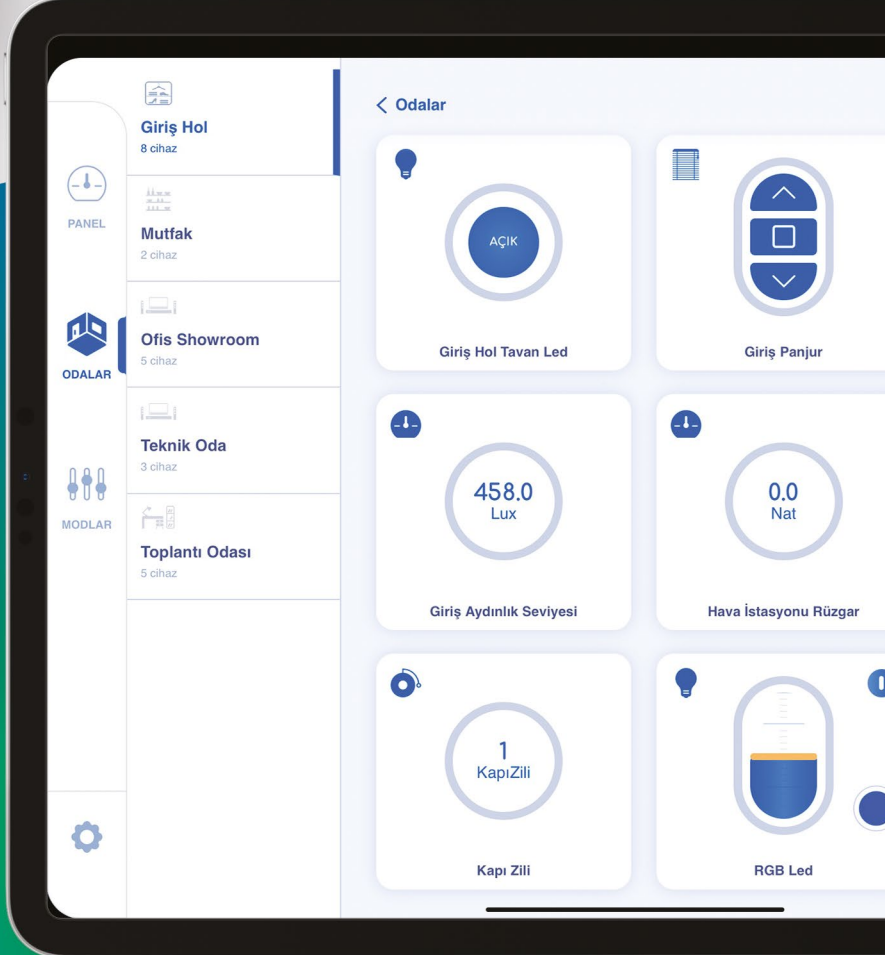 PANEL
ODALAR
MODLAR
Giriş Hol
8 cihaz
Mutfak
2 cihaz
Ofis Showroom
5 cihaz
Teknik Oda
3 cihaz
Toplantı Odası
5 cihaz
Odalar
AÇIK
Giriş Hol Tavan Led
Giriş Panjur
458.0
Lux
Giriş Aydınlık Seviyesi
0.0
Nat
Hava İstasyonu Rüzgar
1
KapıZili
Kapı Zili
RGB Led